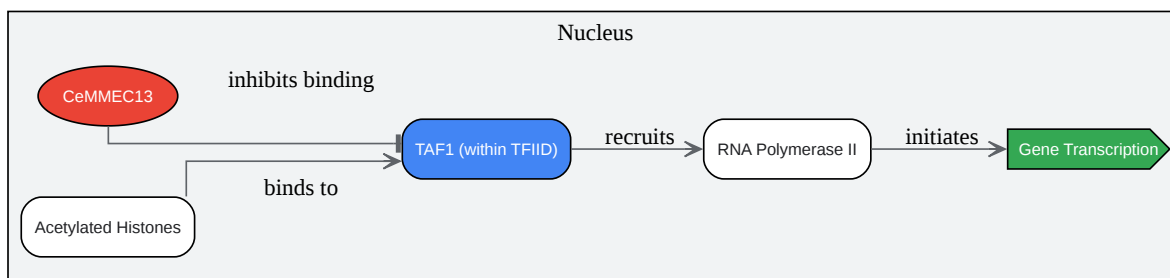 Nucleus
CeMMEC13
inhibits binding
TAF1 (within TFIID)
recruits
RNA Polymerase II
initiates
Gene Transcription
binds to
Acetylated Histones